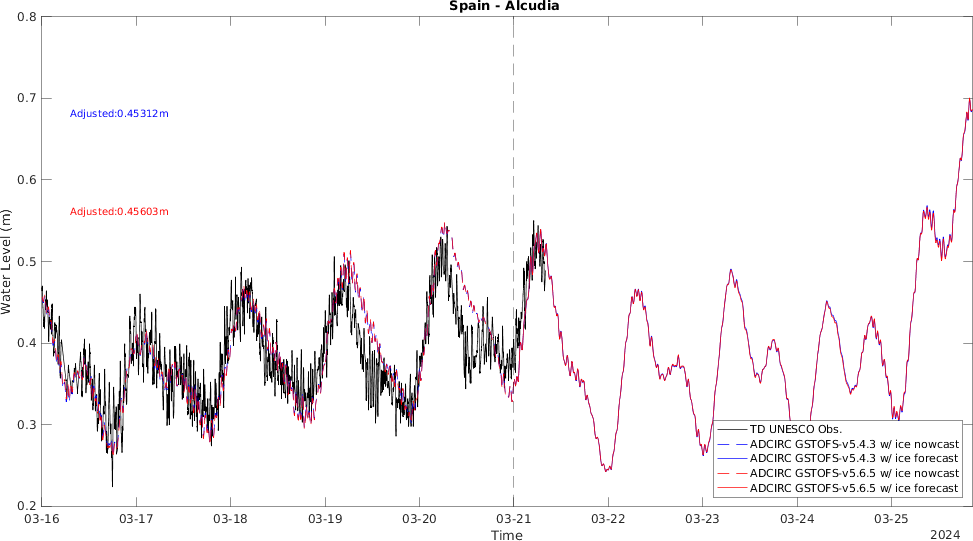 Spain - Alcudia
0.8
0.7
0.6
0.5
0.4
0.3
0.2
Water Level (m)
Adjusted:0.45312m
Adjusted:0.45603m
TD UNESCO Obs.
ADCIRC GSTOFS-v5.4.3 w/ ice nowcast
ADCIRC GSTOFS-v5.4.3 w/ ice forecast
ADCIRC GSTOFS-v5.6.5 w/ ice nowcast
ADCIRC GSTOFS-v5.6.5 w/ ice forecast
03-16 03-17 03-18 03-19 03-20 03-21 03-22 03-23 03-24 03-25
Time
2024